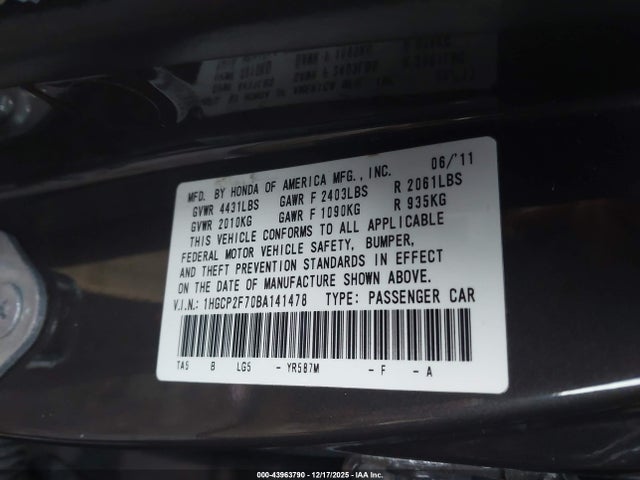 MFD. BY HONDA OF AMERICA MFG., INC. 06/'11
GVWR 4431LBS GAWR F 2403LBS R 2061LBS
GVWR 2010KG GAWR F 1090KG R 935KG
THIS VEHICLE CONFORMS TO ALL APPLICABLE
FEDERAL MOTOR VEHICLE SAFETY, BUMPER,
AND THEFT PREVENTION STANDARDS IN EFFECT
ON THE DATE OF MANUFACTURE SHOWN ABOVE.
V.I.N.: 1HGCP2F70BA141478 TYPE: PASSENGER CAR
TA5 B LG5 - YR587M - F - A
000-43963790 - 12/17/2025 - IAA Inc.